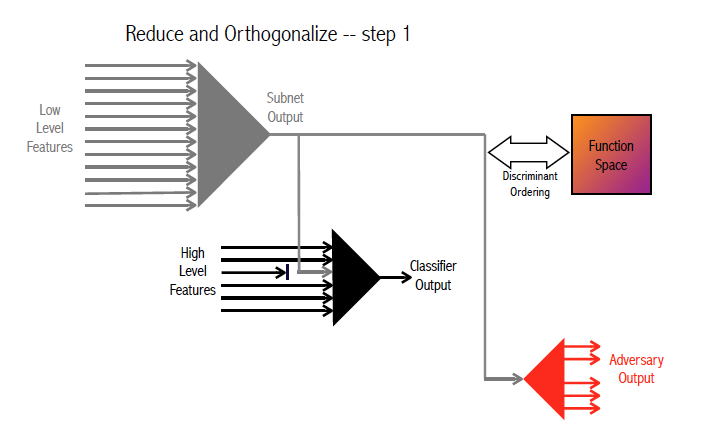 Reduce and Orthogonalize -- step 1
Low
Level
Features
Subnet
Output
Discriminant
Ordering
Function
Space
High
Level
Features
Classifier
Output
Adversary
Output